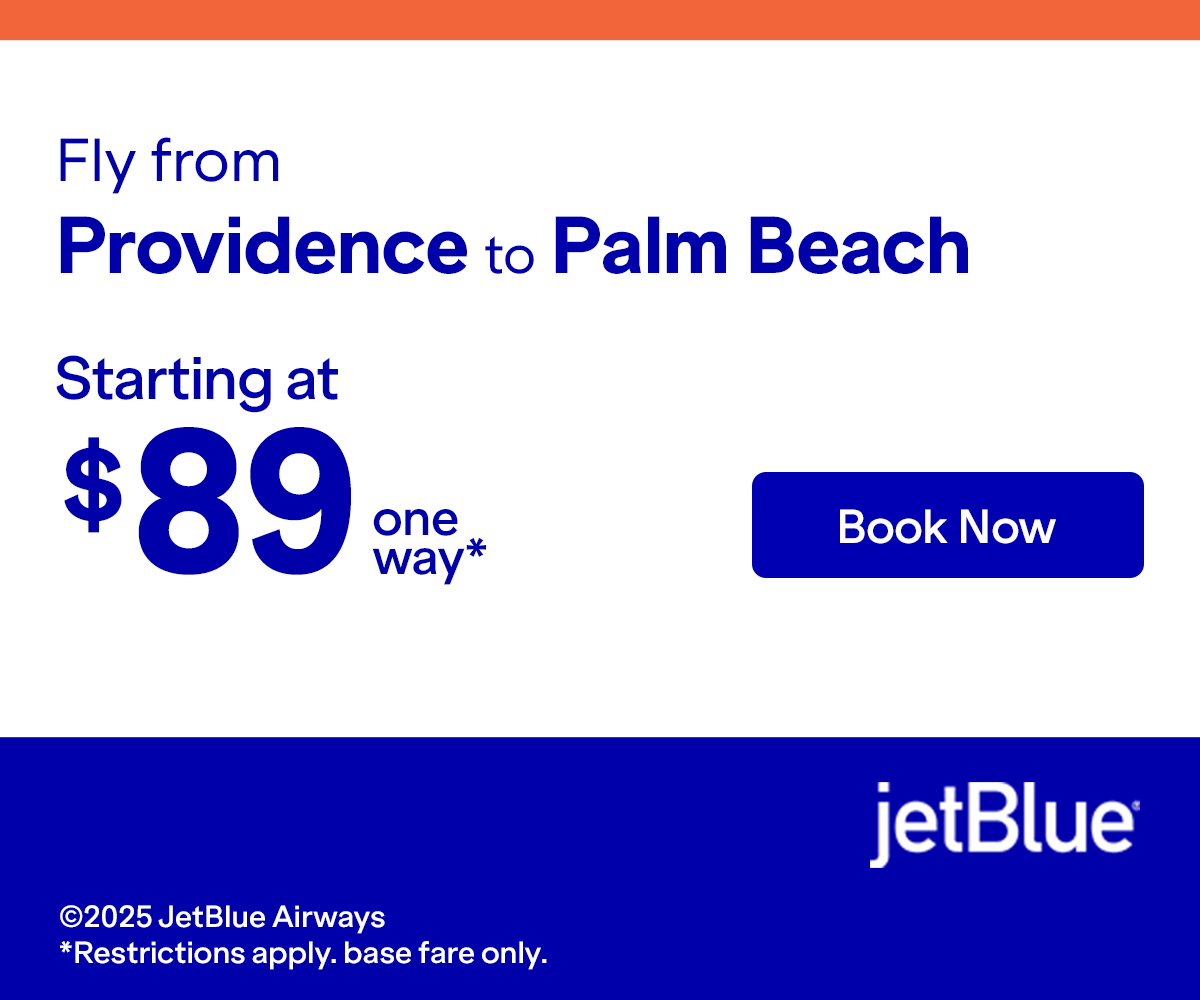 Fly from
Providence to Palm Beach
Starting at
$89 one way*
Book Now
jetBlue®
©2025 JetBlue Airways
*Restrictions apply. base fare only.